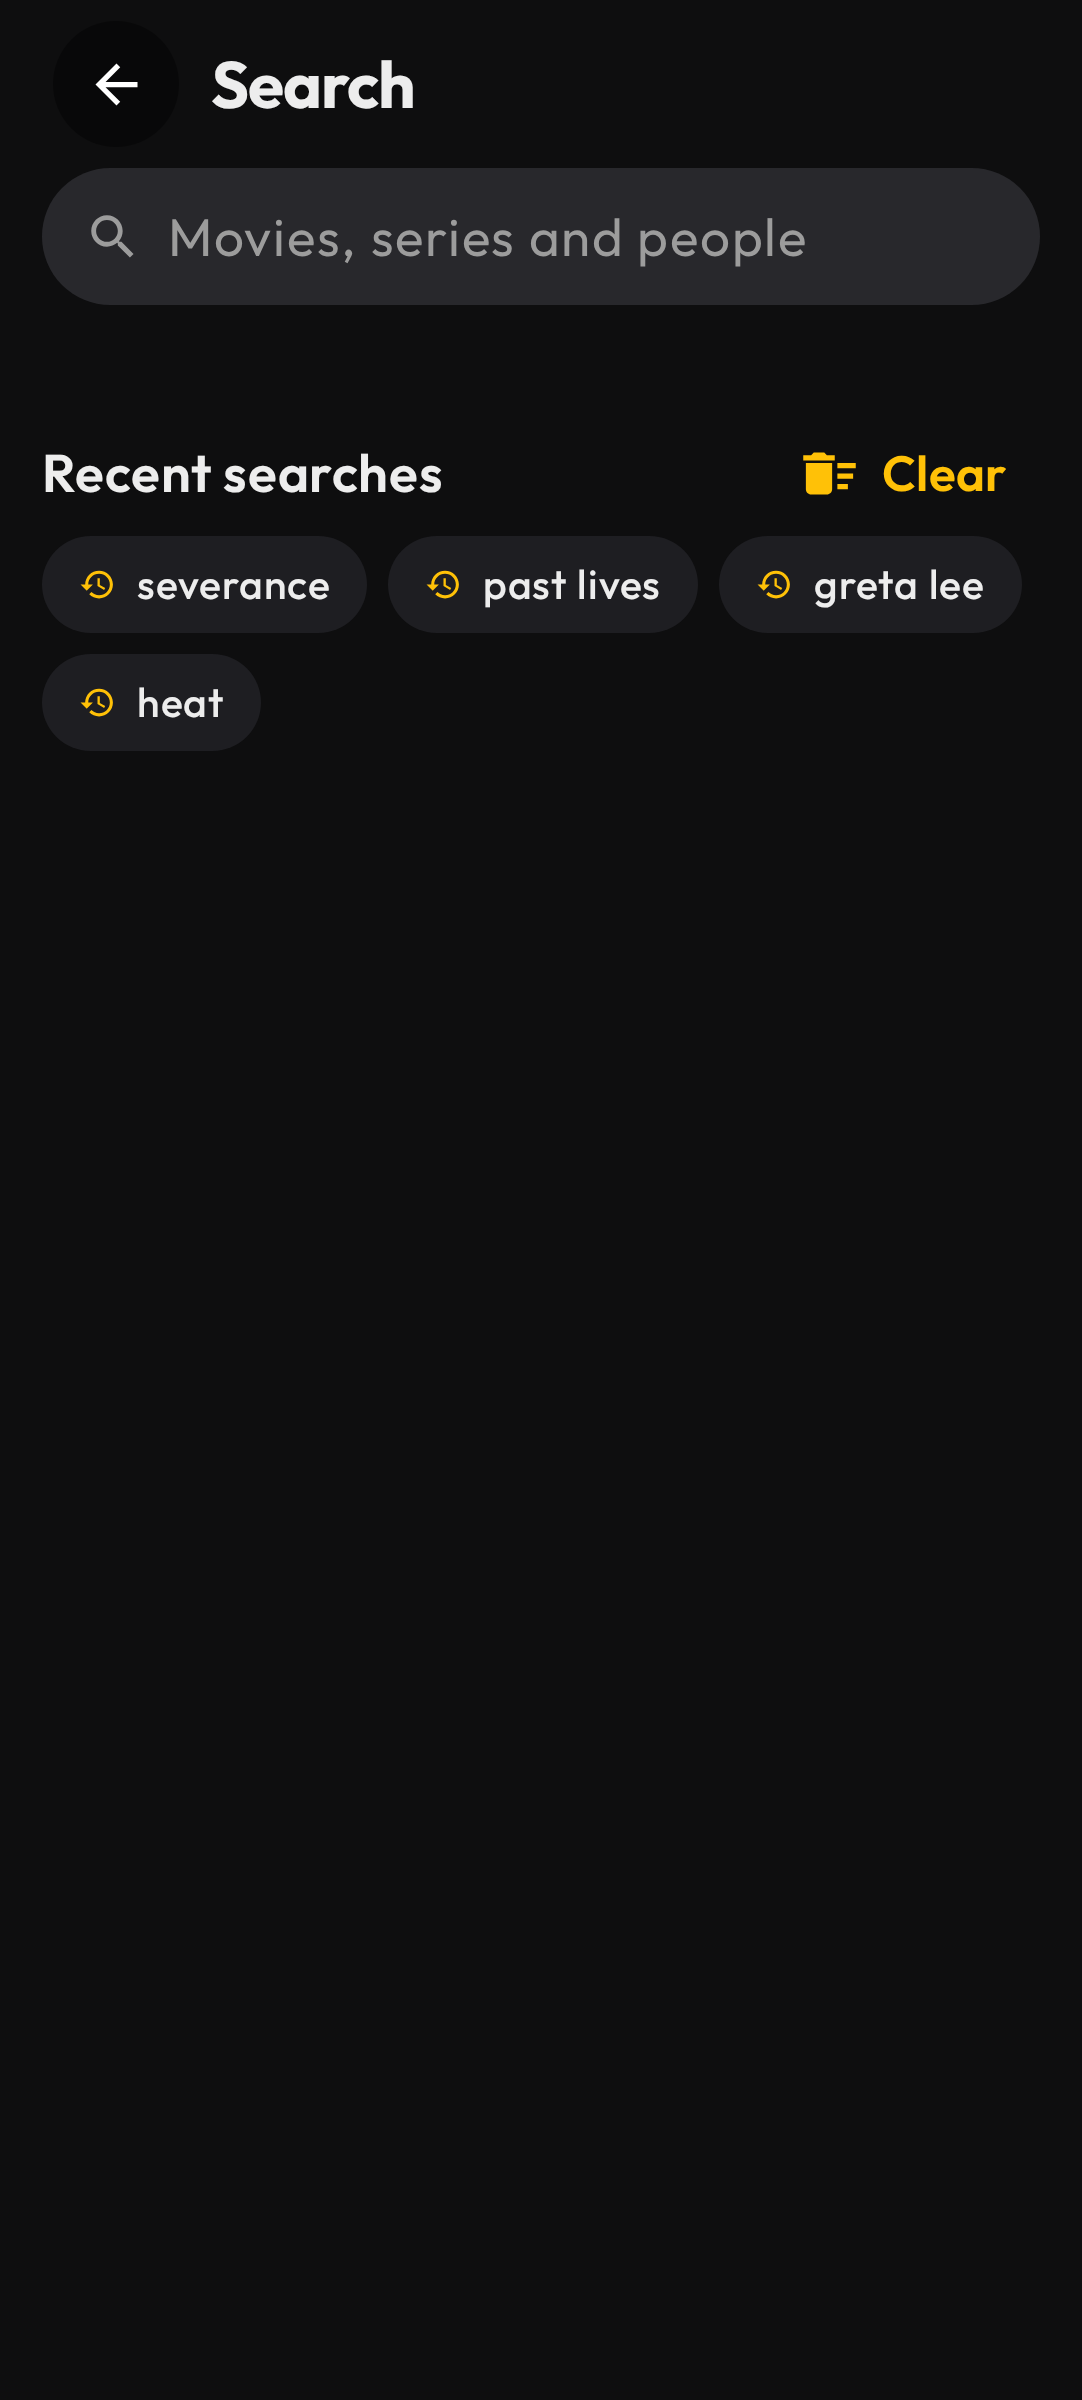 Search
Movies, series and people
Recent searches
Clear
severance
past lives
greta lee
heat